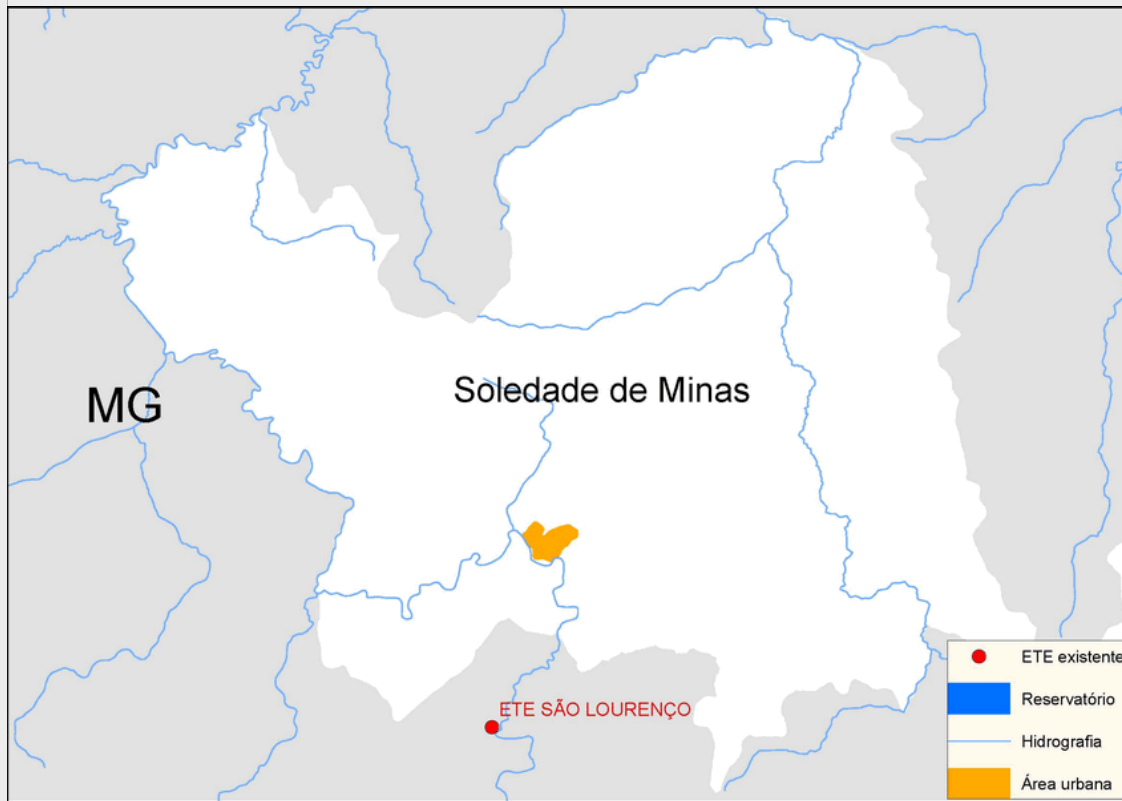 Soledade de Minas
MG
ETE SÃO LOURENÇO
ETE existente
Reservatório
Hidrografia
Área urbana